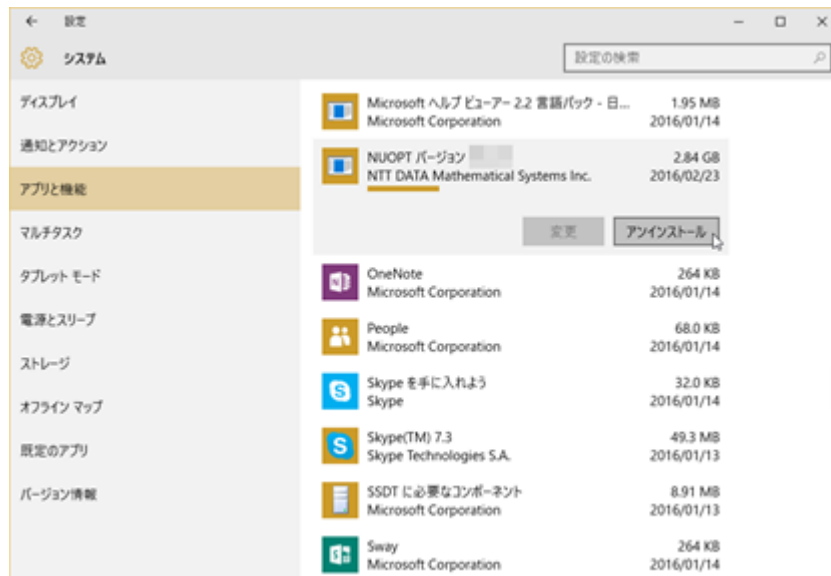 設定
システム
設定の検索
ディスプレイ
通知とアクション
アプリと機能
マルチタスク
タブレット モード
電源とスリープ
ストレージ
オフライン マップ
既定のアプリ
バージョン情報
Microsoft ヘルプ ビューアー 2.2 言語パック - 日... 1.95 MB
Microsoft Corporation 2016/01/14
NUOPT バージョン 2.84 GB
NTT DATA Mathematical Systems Inc. 2016/02/23
変更 アンインストール
OneNote 264 KB
Microsoft Corporation 2016/01/14
People 68.0 KB
Microsoft Corporation 2016/01/14
Skype を手に入れよう 32.0 KB
Skype 2016/01/14
Skype(TM) 7.3 49.3 MB
Skype Technologies S.A. 2016/01/13
SSDT に必要なコンポーネント 8.91 MB
Microsoft Corporation 2016/01/13
Sway 264 KB
Microsoft Corporation 2016/01/14